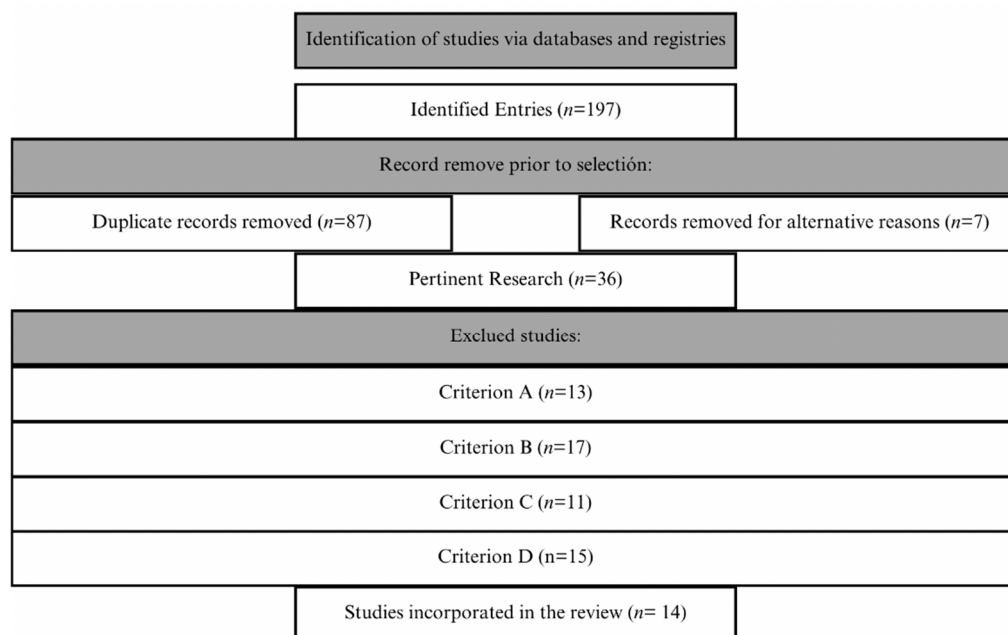 Identification of studies via databases and registries
Identified Entries (n=197)
Record remove prior to selectión:
Duplicate records removed (n=87)
Records removed for alternative reasons (n=7)
Pertinent Research (n=36)
Exclued studies:
Criterion A (n=13)
Criterion B (n=17)
Criterion C (n=11)
Criterion D (n=15)
Studies incorporated in the review (n= 14)